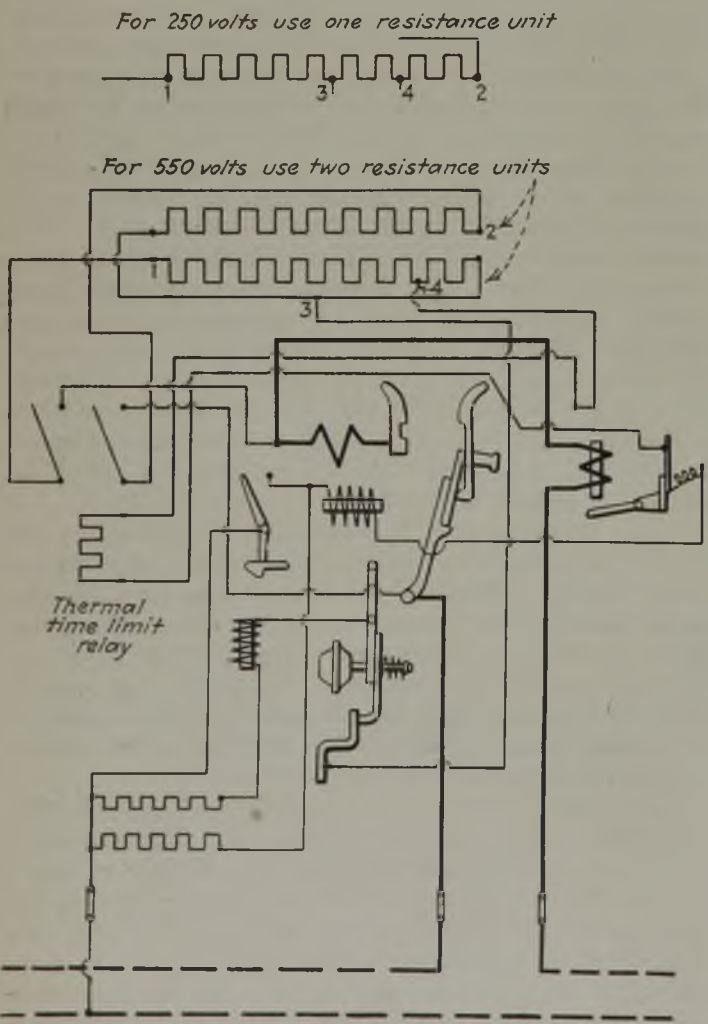 For 250 volts use one resistance unit
1 3 4 2
For 550 volts use two resistance units
2
1
4
3
Thermal
time limit
relay